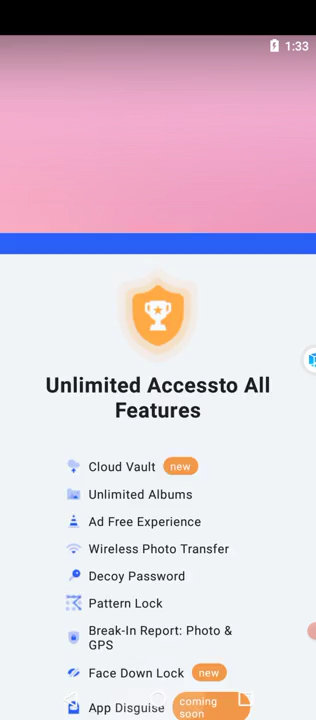 1:33
Unlimited Accessto All
Features
Cloud Vault new
Unlimited Albums
Ad Free Experience
Wireless Photo Transfer
Decoy Password
Pattern Lock
Break-In Report: Photo &
GPS
Face Down Lock new
App Disguise coming
soon